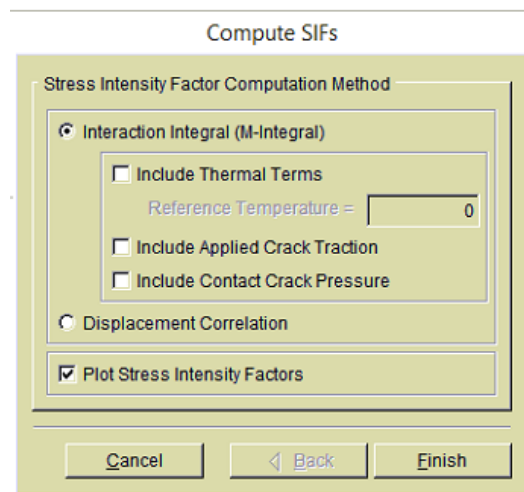 Compute SIFs
Stress Intensity Factor Computation Method
Interaction Integral (M-Integral)
Include Thermal Terms
Reference Temperature = 0
Include Applied Crack Traction
Include Contact Crack Pressure
Displacement Correlation
Plot Stress Intensity Factors
Cancel Back Finish